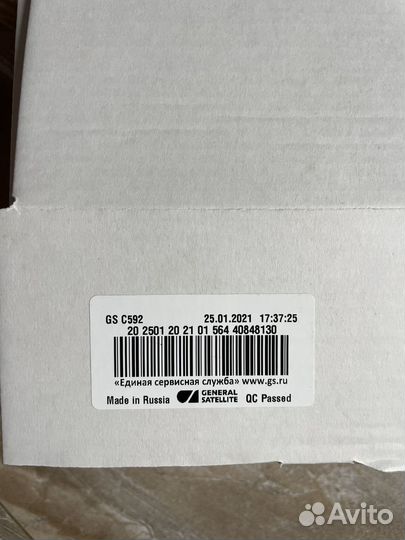 GS C592 25.01.2021 17:37:25
20 2501 20 21 01 564 40848130
«Единая сервисная служба» www.gs.ru
Made in Russia GENERAL SATELLITE QC Passed
Avito